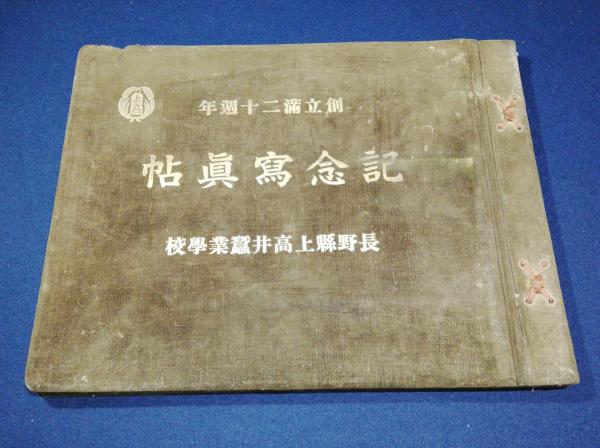 創立滿二十週年
記念寫眞帖
長野縣上高井蠶業學校